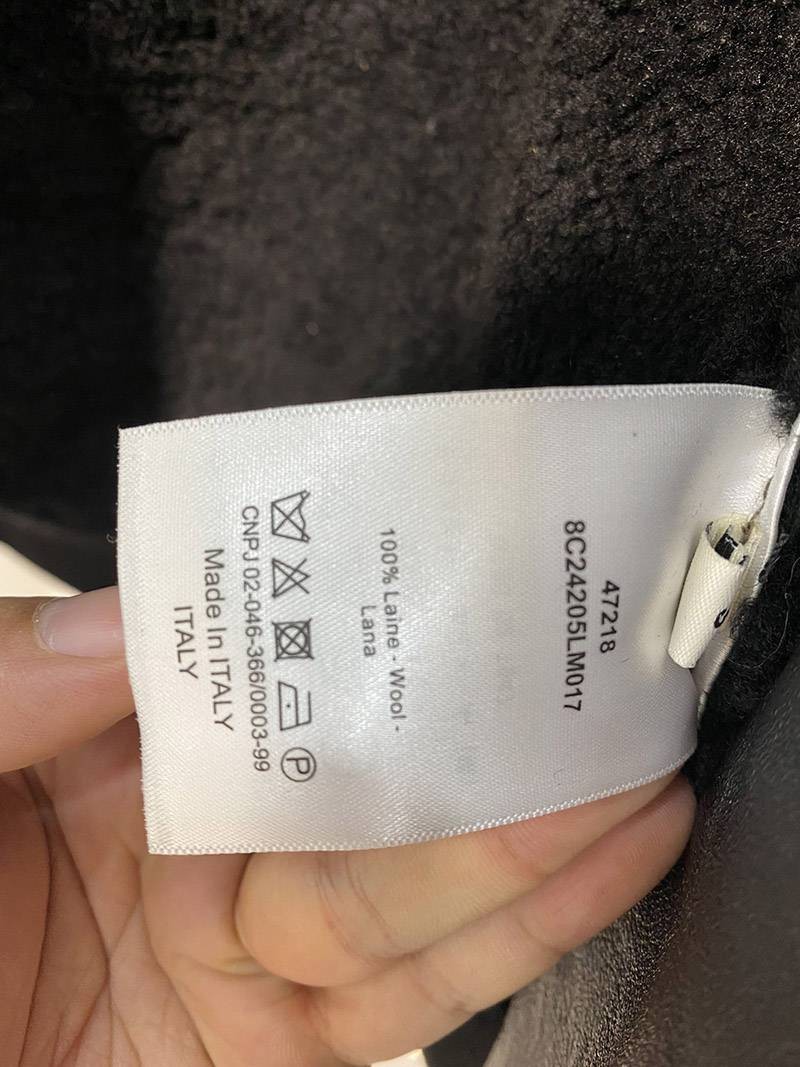 47218
8C24205LM017
100% Laine - Wool -
Lana
P
CNPJ 02-046-366/0003-99
Made In ITALY
ITALY